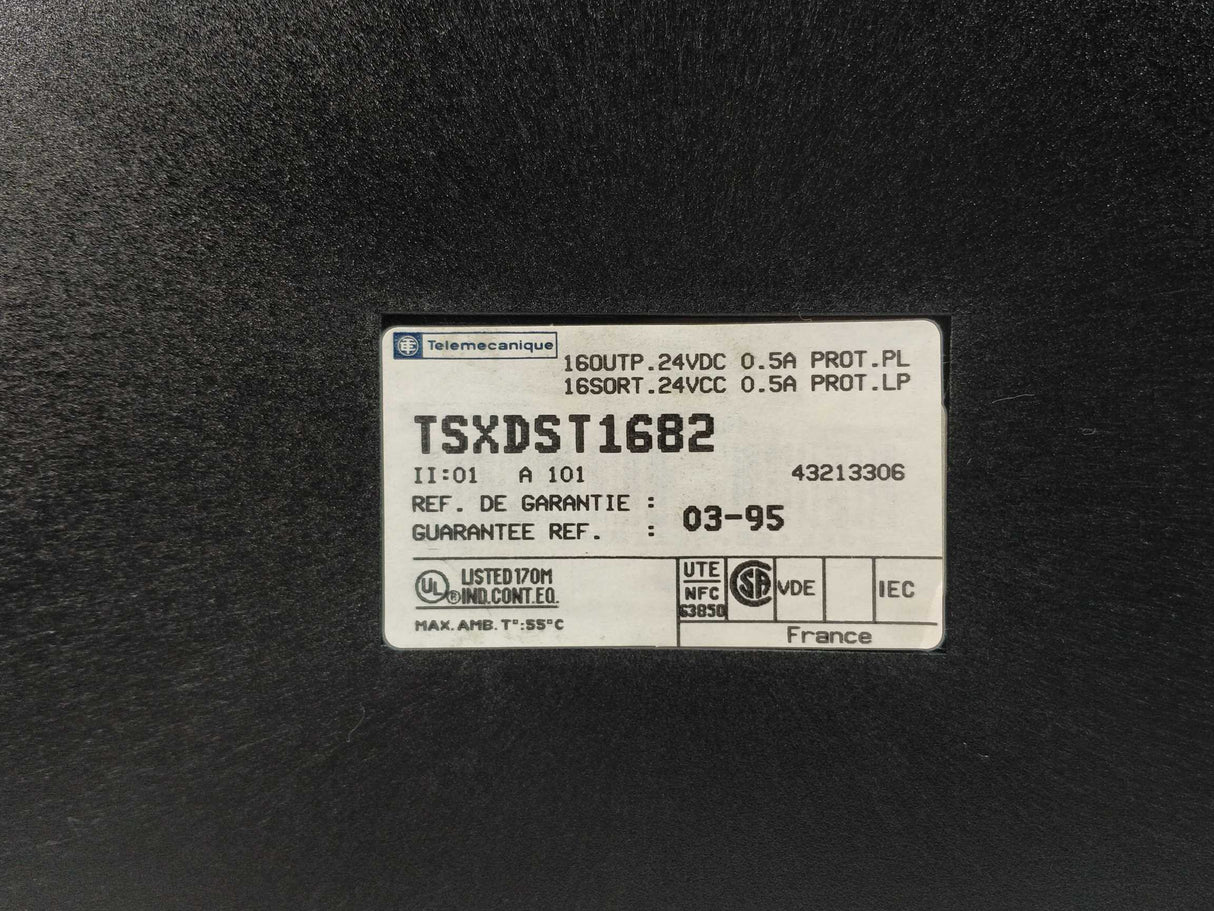 Telemecanique
16OUTP.24VDC 0.5A PROT.PL
16SORT.24VCC 0.5A PROT.LP
TSXDST1682
II:01 A 101 43213306
REF. DE GARANTIE :
GUARANTEE REF. : 03-95
UL ® LISTED 170M
IND.CONT.EQ.
MAX. AMB. T°:55°C
UTE
NFC
63850
CSA
VDE
IEC
France